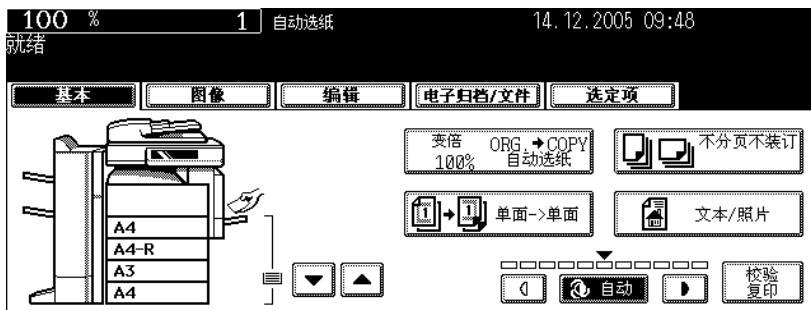 100 % 1 自动选纸 14.12.2005 09:48
就绪
基本 图像 编辑 电子归档/文件 选定项
变倍 ORG.→COPY
100% 自动选纸
不分页不装订
1→1 单面->单面
文本/照片
A4
A4-R
A3
A4
自动
校验
复印